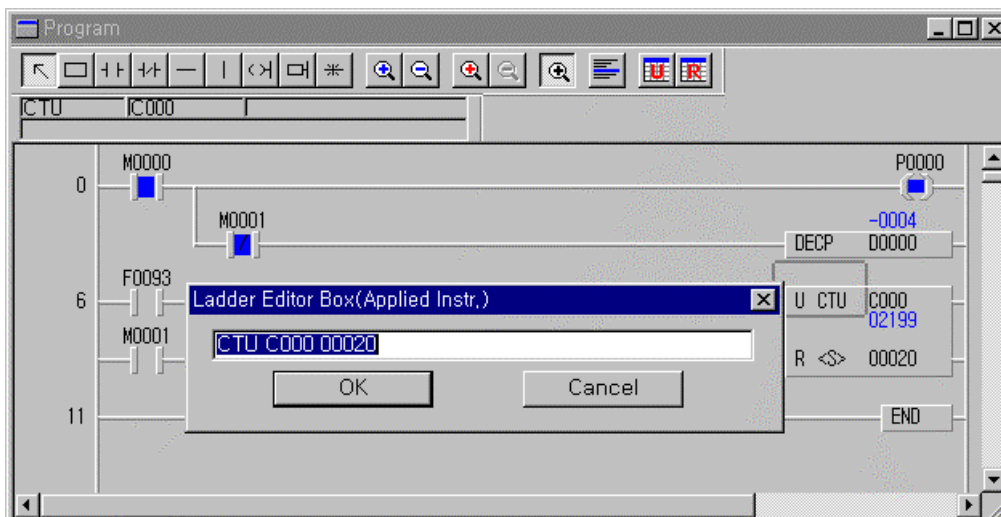 Program
U R
CTU C000
M0000 P0000
0
M0001 -0004
DECP D0000
F0093
6 U CTU C000
02199
M0001 R <S> 00020
11 END
Ladder Editor Box(Applied Instr,)
CTU C000 00020
OK Cancel